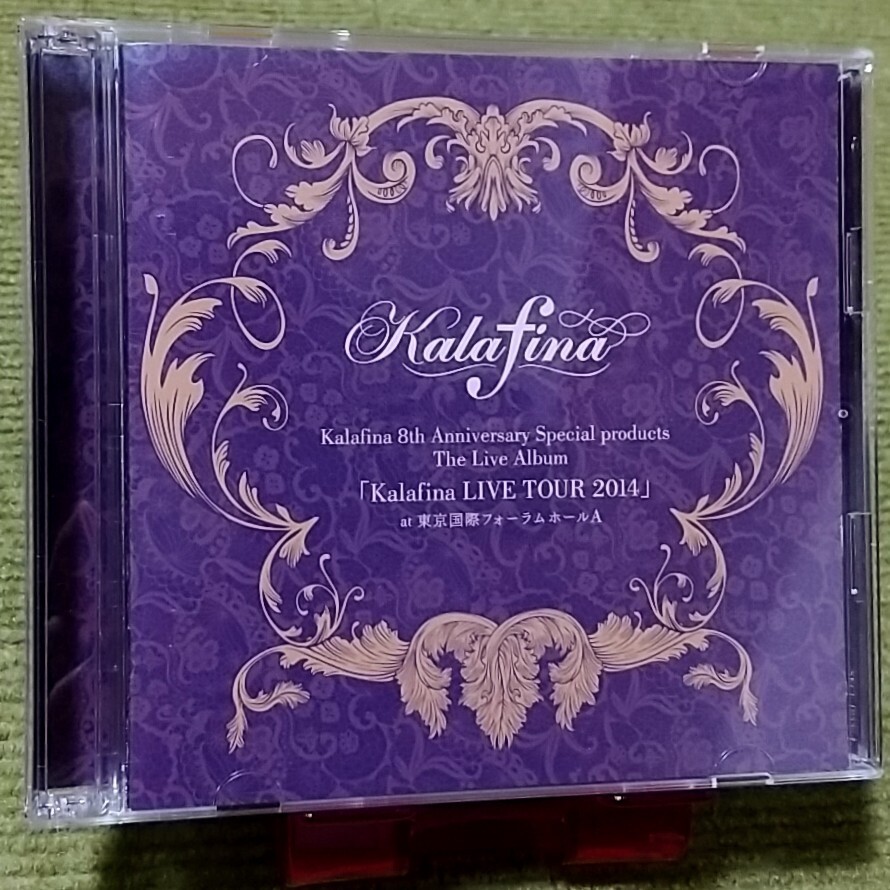 Kalafina
Kalafina 8th Anniversary Special products
The Live Album
「Kalafina LIVE TOUR 2014」
at 東京国際フォーラム ホールA